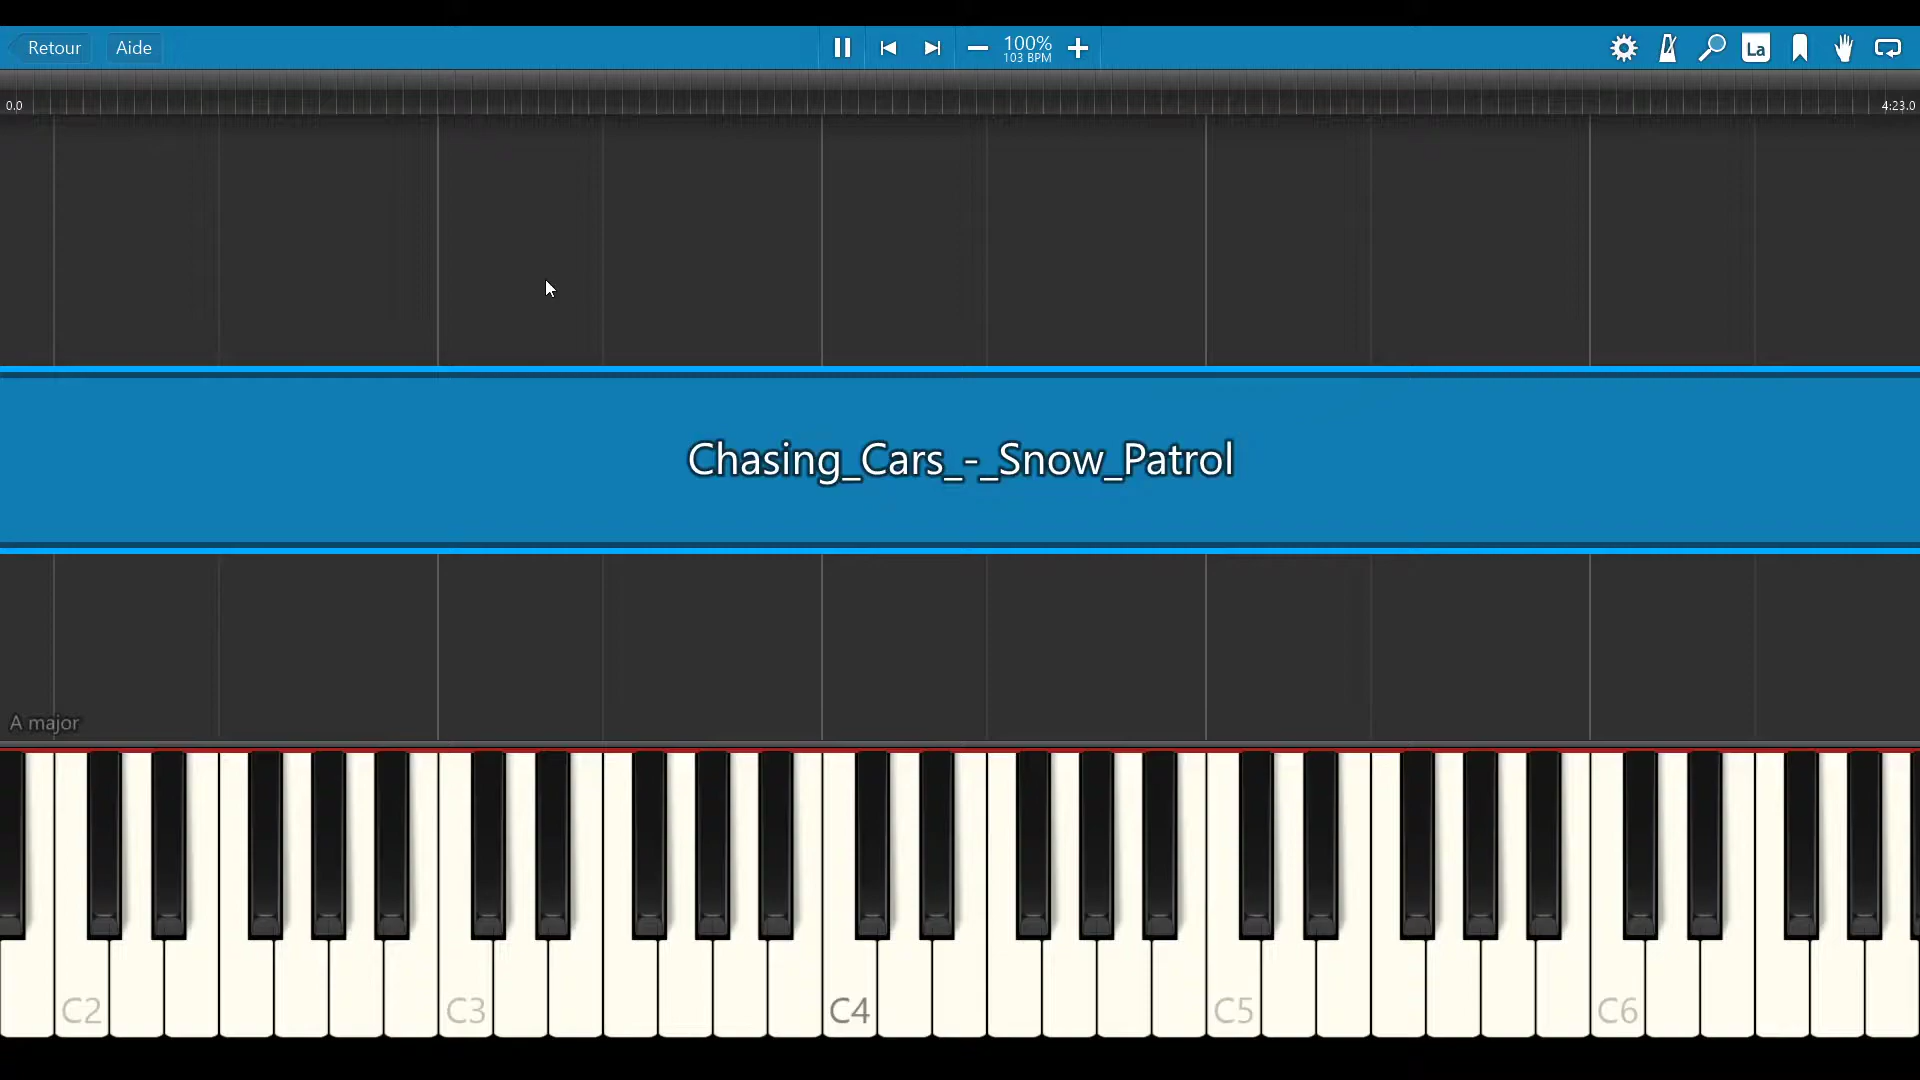 Retour
Aide
100%
103 BPM
La
0.0
4:23.0
Chasing_Cars_-_Snow_Patrol
A major
C2
C3
C4
C5
C6